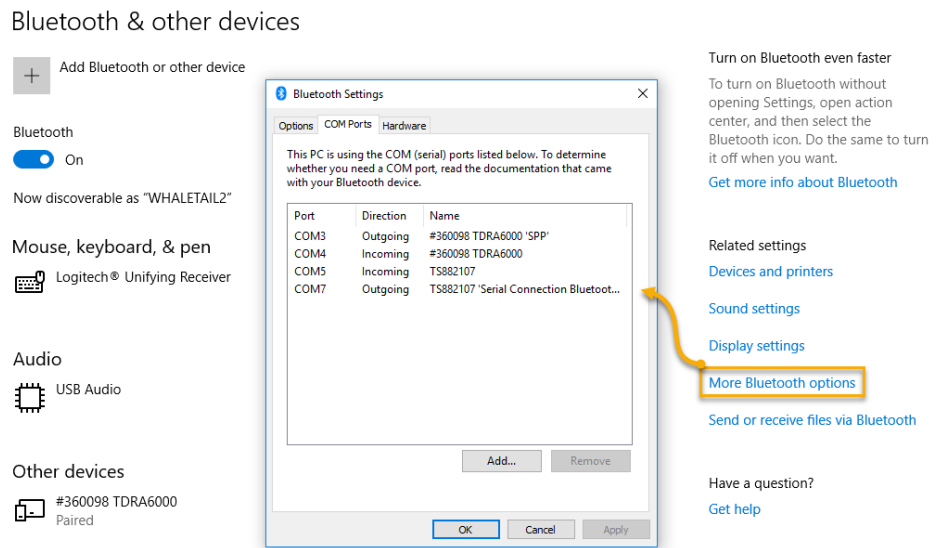 Bluetooth & other devices
Add Bluetooth or other device
Bluetooth
On
Now discoverable as “WHALETAIL2”
Mouse, keyboard, & pen
Logitech® Unifying Receiver
Audio
USB Audio
Other devices
#360098 TDRA6000
Paired
Bluetooth Settings
Options COM Ports Hardware
This PC is using the COM (serial) ports listed below. To determine
whether you need a COM port, read the documentation that came
with your Bluetooth device.
Port Direction Name
COM3 Outgoing #360098 TDRA6000 'SPP'
COM4 Incoming #360098 TDRA6000
COM5 Incoming TS882107
COM7 Outgoing TS882107 'Serial Connection Bluetoot...
Add... Remove
OK Cancel Apply
Turn on Bluetooth even faster
To turn on Bluetooth without
opening Settings, open action
center, and then select the
Bluetooth icon. Do the same to turn
it off when you want.
Get more info about Bluetooth
Related settings
Devices and printers
Sound settings
Display settings
More Bluetooth options
Send or receive files via Bluetooth
Have a question?
Get help